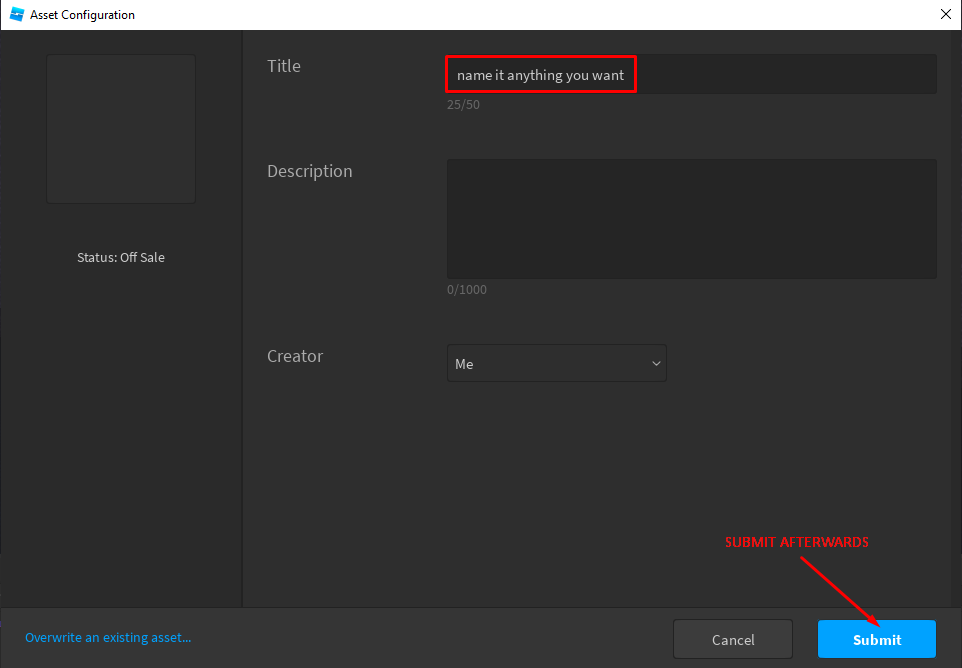 Asset Configuration
Title
name it anything you want
25/50
Description
0/1000
Status: Off Sale
Creator
Me
SUBMIT AFTERWARDS
Overwrite an existing asset...
Cancel
Submit